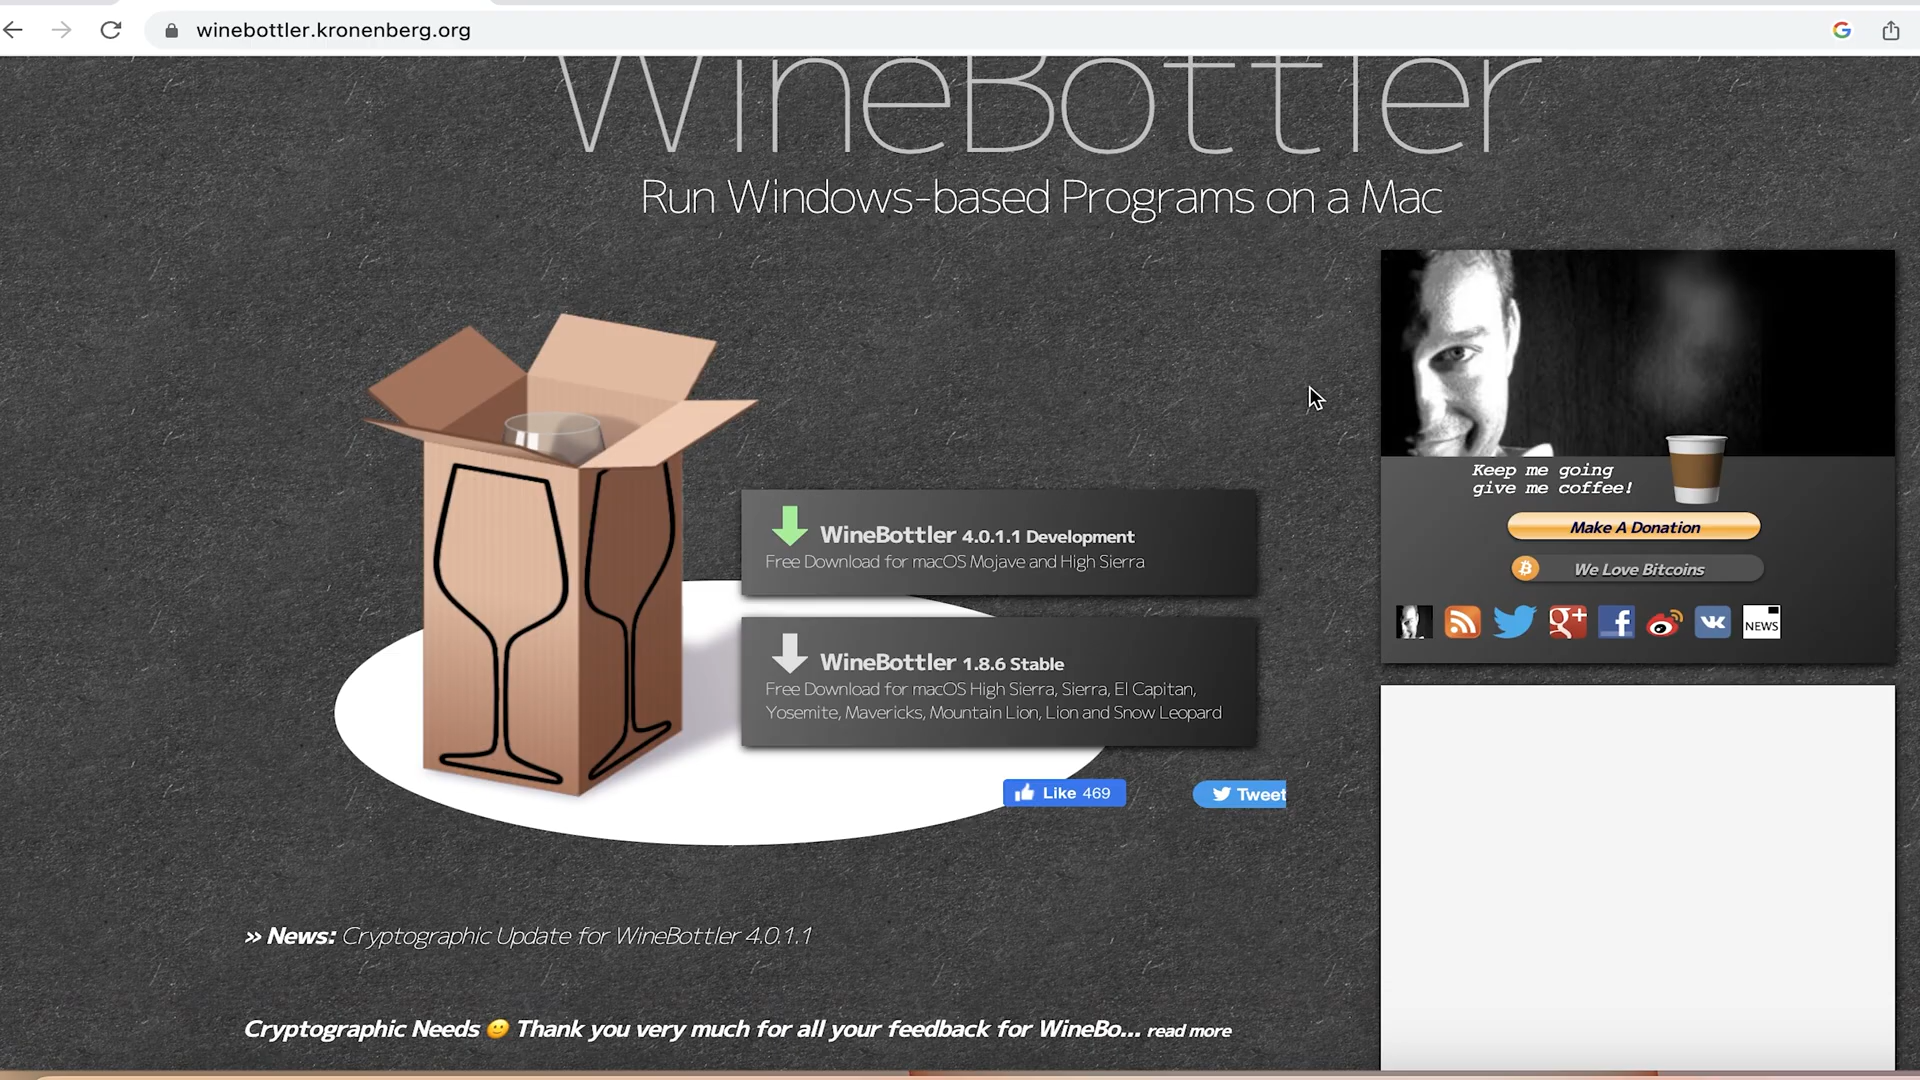 winebottler.kronenberg.org
WineBottler
Run Windows-based Programs on a Mac
WineBottler 4.0.1.1 Development
Free Download for macOS Mojave and High Sierra
WineBottler 1.8.6 Stable
Free Download for macOS High Sierra, Sierra, El Capitan,
Yosemite, Mavericks, Mountain Lion, Lion and Snow Leopard
Like 469
Tweet
Keep me going
give me coffee!
Make A Donation
We Love Bitcoins
NEWS
» News: Cryptographic Update for WineBottler 4.0.1.1
Cryptographic Needs 🙂 Thank you very much for all your feedback for WineBo... read more